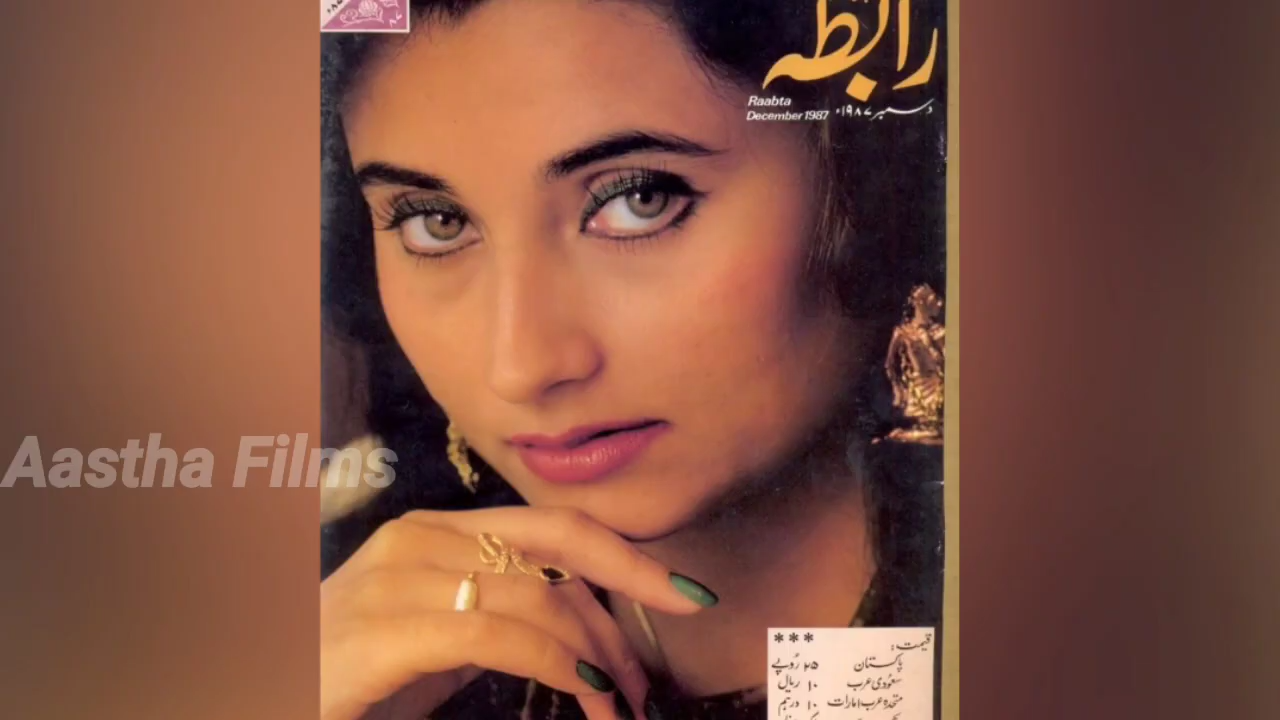 رابطہ
Raabta
December 1987
دسمبر ۱۹۸۷ء
Aastha Films
***
قیمت:
پاکستان ۲۵ روپے
سعودی عرب ۱۰ ریال
متحدہ عرب امارات ۱۰ درہم